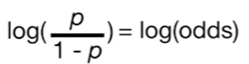 log(p / 1 - p) = log(odds)